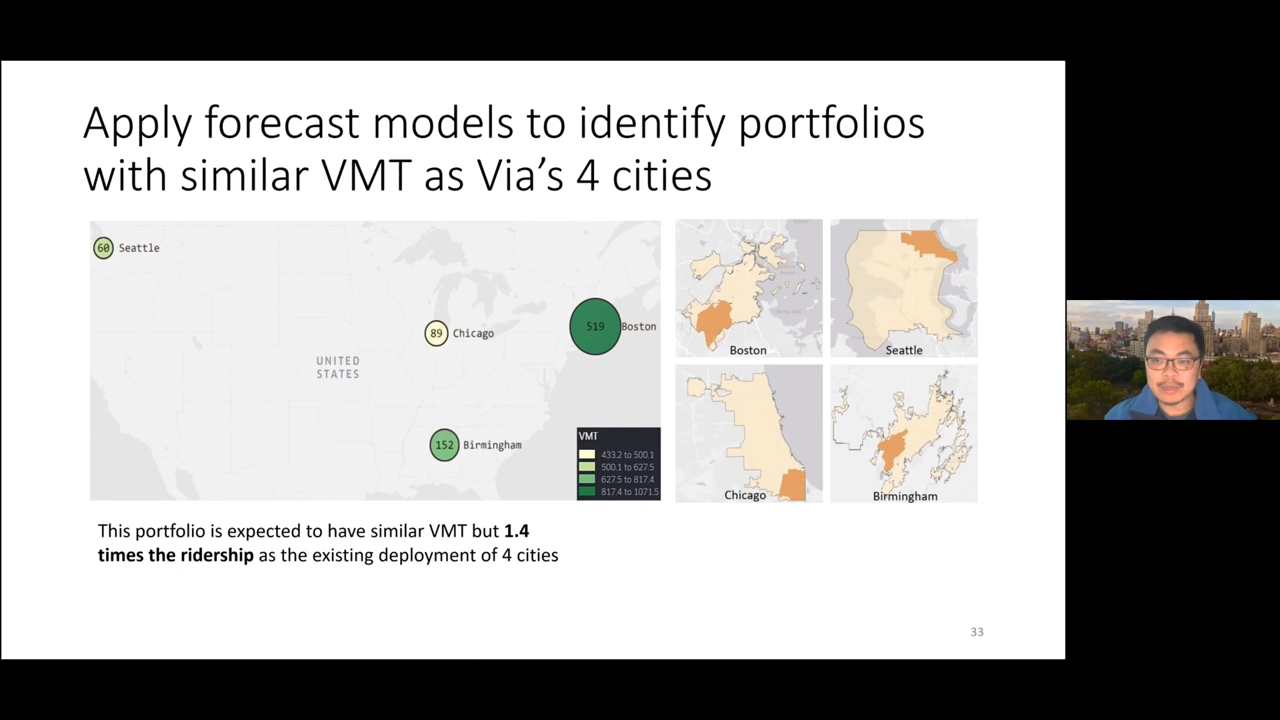 Apply forecast models to identify portfolios
with similar VMT as Via's 4 cities
60 Seattle
89 Chicago
519 Boston
UNITED
STATES
152 Birmingham
VMT
433.2 to 500.1
500.1 to 627.5
627.5 to 817.4
817.4 to 1071.5
Boston
Seattle
Chicago
Birmingham
This portfolio is expected to have similar VMT but 1.4
times the ridership as the existing deployment of 4 cities
33